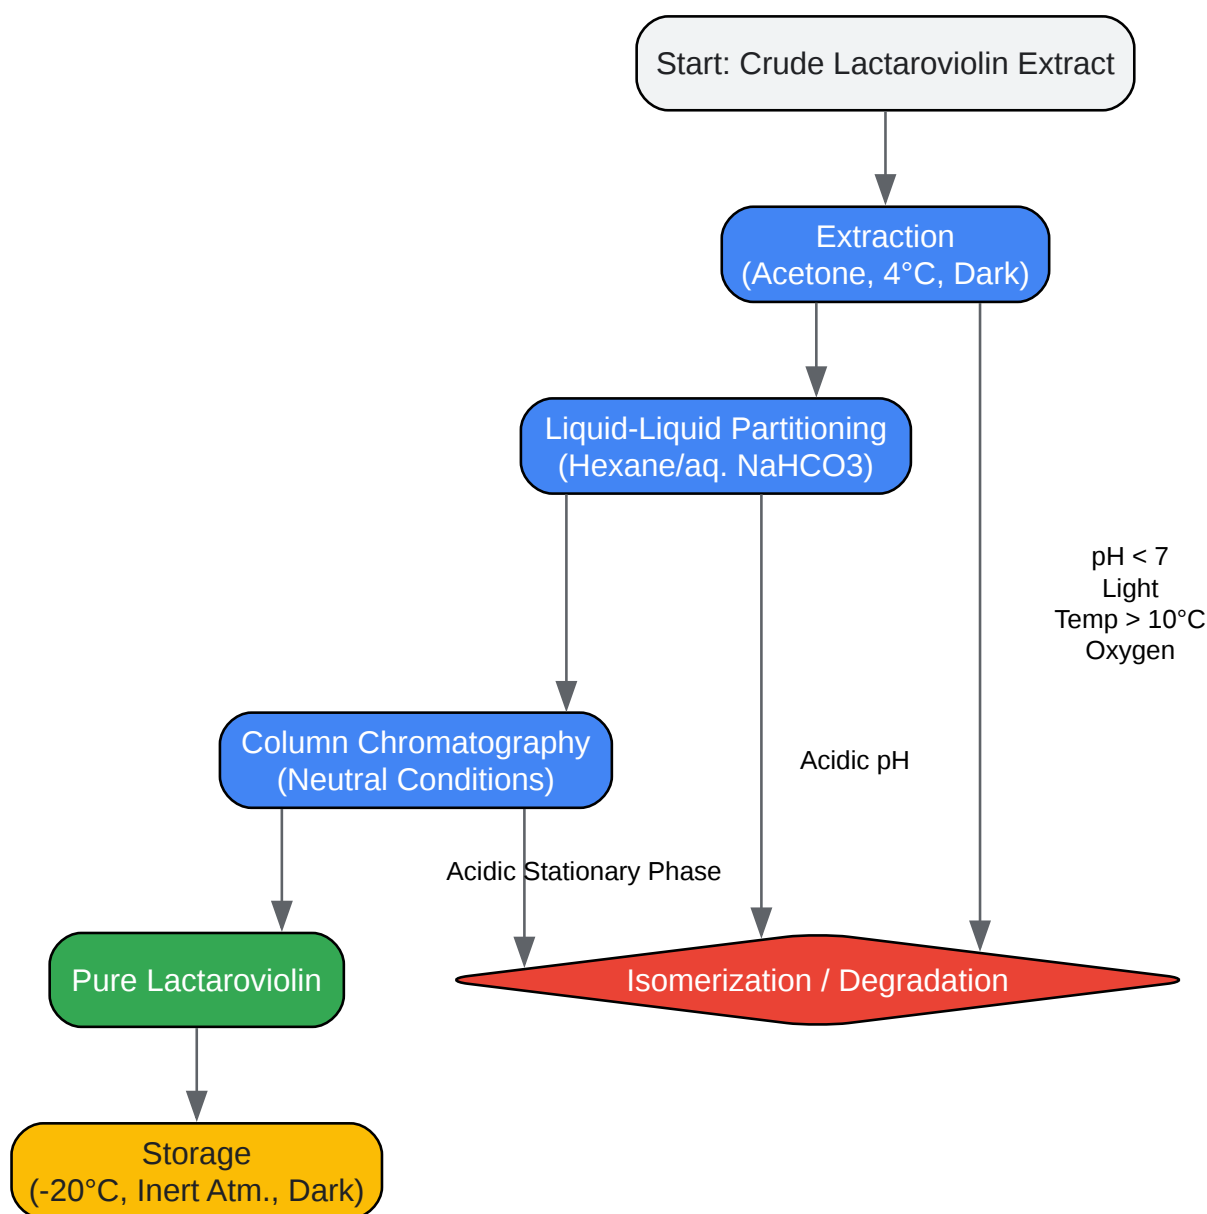 Start: Crude Lactaroviolin Extract
Extraction
(Acetone, 4°C, Dark)
Liquid-Liquid Partitioning
(Hexane/aq. NaHCO3)
pH < 7
Light
Temp > 10°C
Oxygen
Column Chromatography
(Neutral Conditions)
Acidic pH
Acidic Stationary Phase
Pure Lactaroviolin
Isomerization / Degradation
Storage
(-20°C, Inert Atm., Dark)